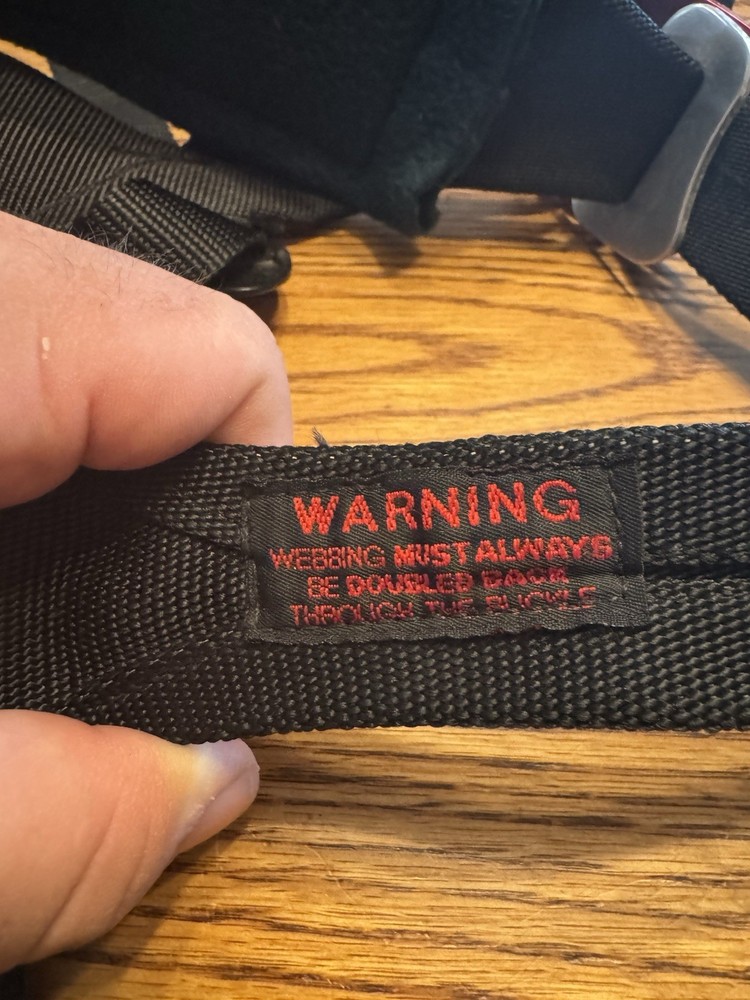 WARNING
WEBBING MUST ALWAYS
BE DOUBLED BACK
THROUGH THE BUCKLE